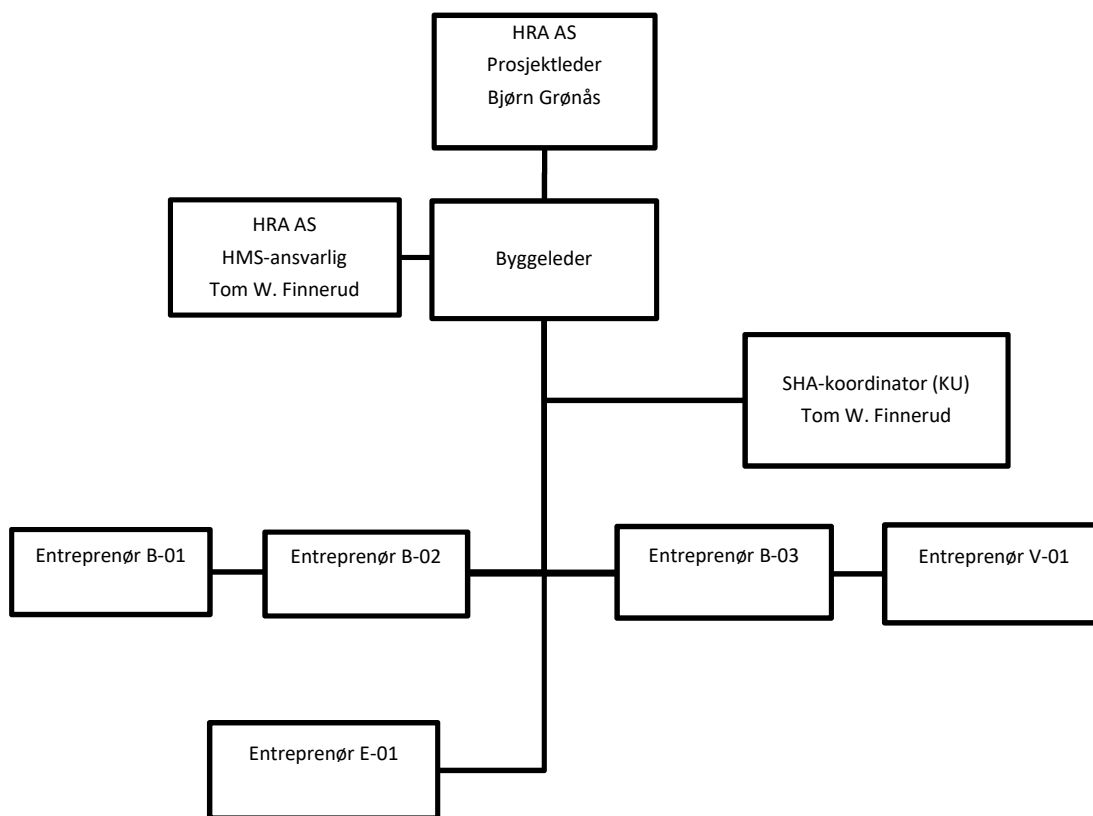 HRA AS
Prosjektleder
Bjørn Grønås
HRA AS
HMS-ansvarlig
Tom W. Finnerud
Byggeleder
SHA-koordinator (KU)
Tom W. Finnerud
Entreprenør B-01
Entreprenør B-02
Entreprenør B-03
Entreprenør V-01
Entreprenør E-01